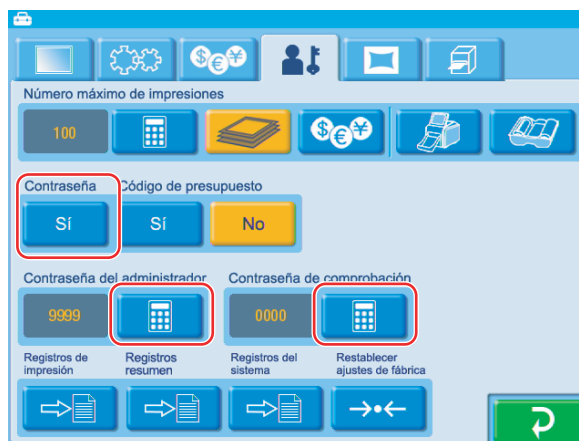 Número máximo de impresiones
100
$€¥
Contraseña
Código de presupuesto
Sí
Sí
No
Contraseña del administrador
Contraseña de comprobación
9999
0000
Registros de
impresión
Registros
resumen
Registros del
sistema
Restablecer
ajustes de fábrica